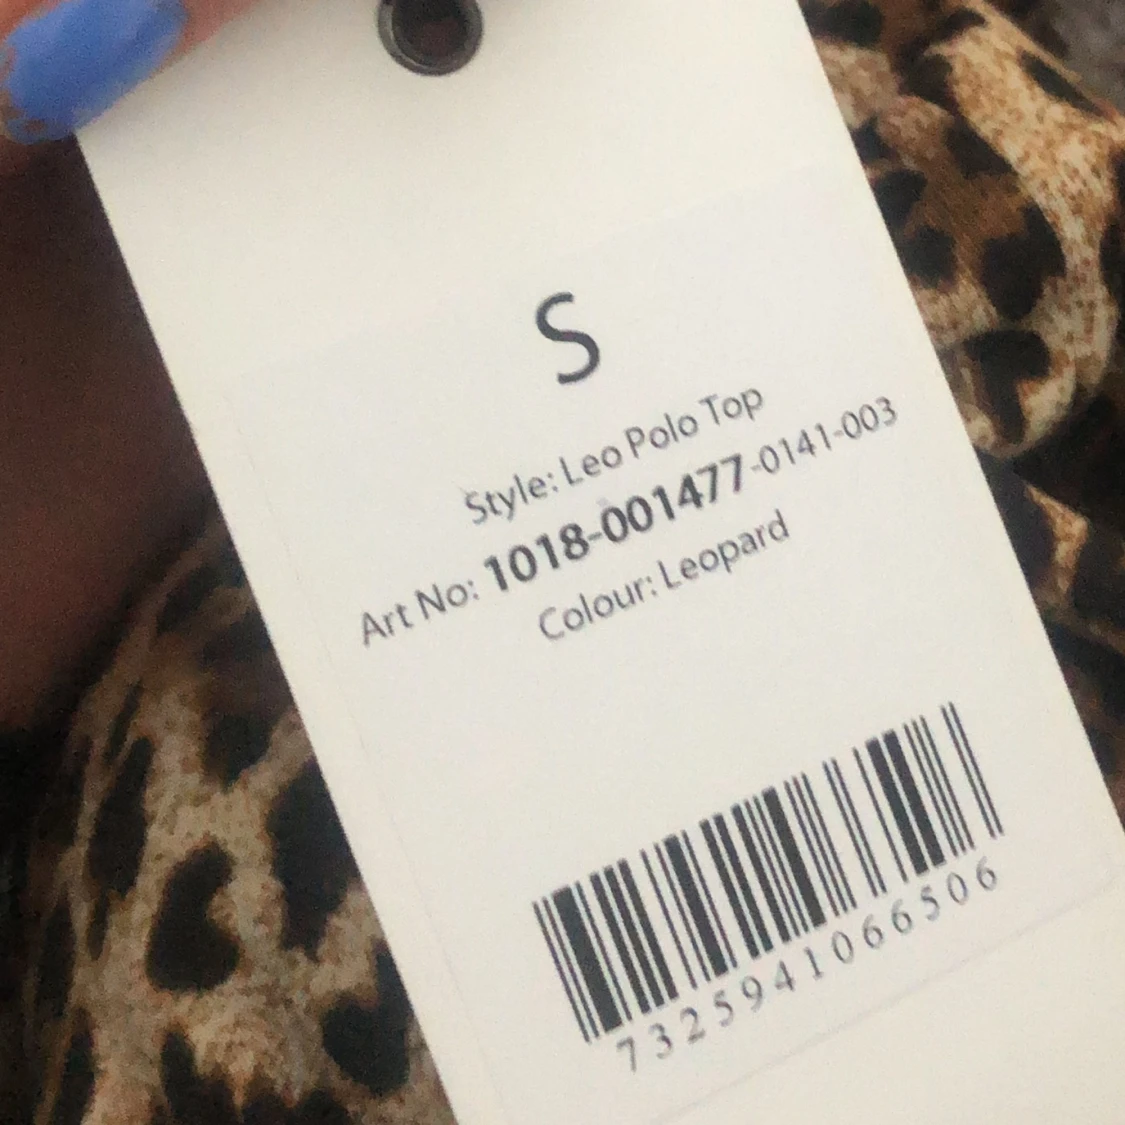 S
Style: Leo Polo Top
Art No: 1018-001477-0141-003
Colour: Leopard
7325941066506